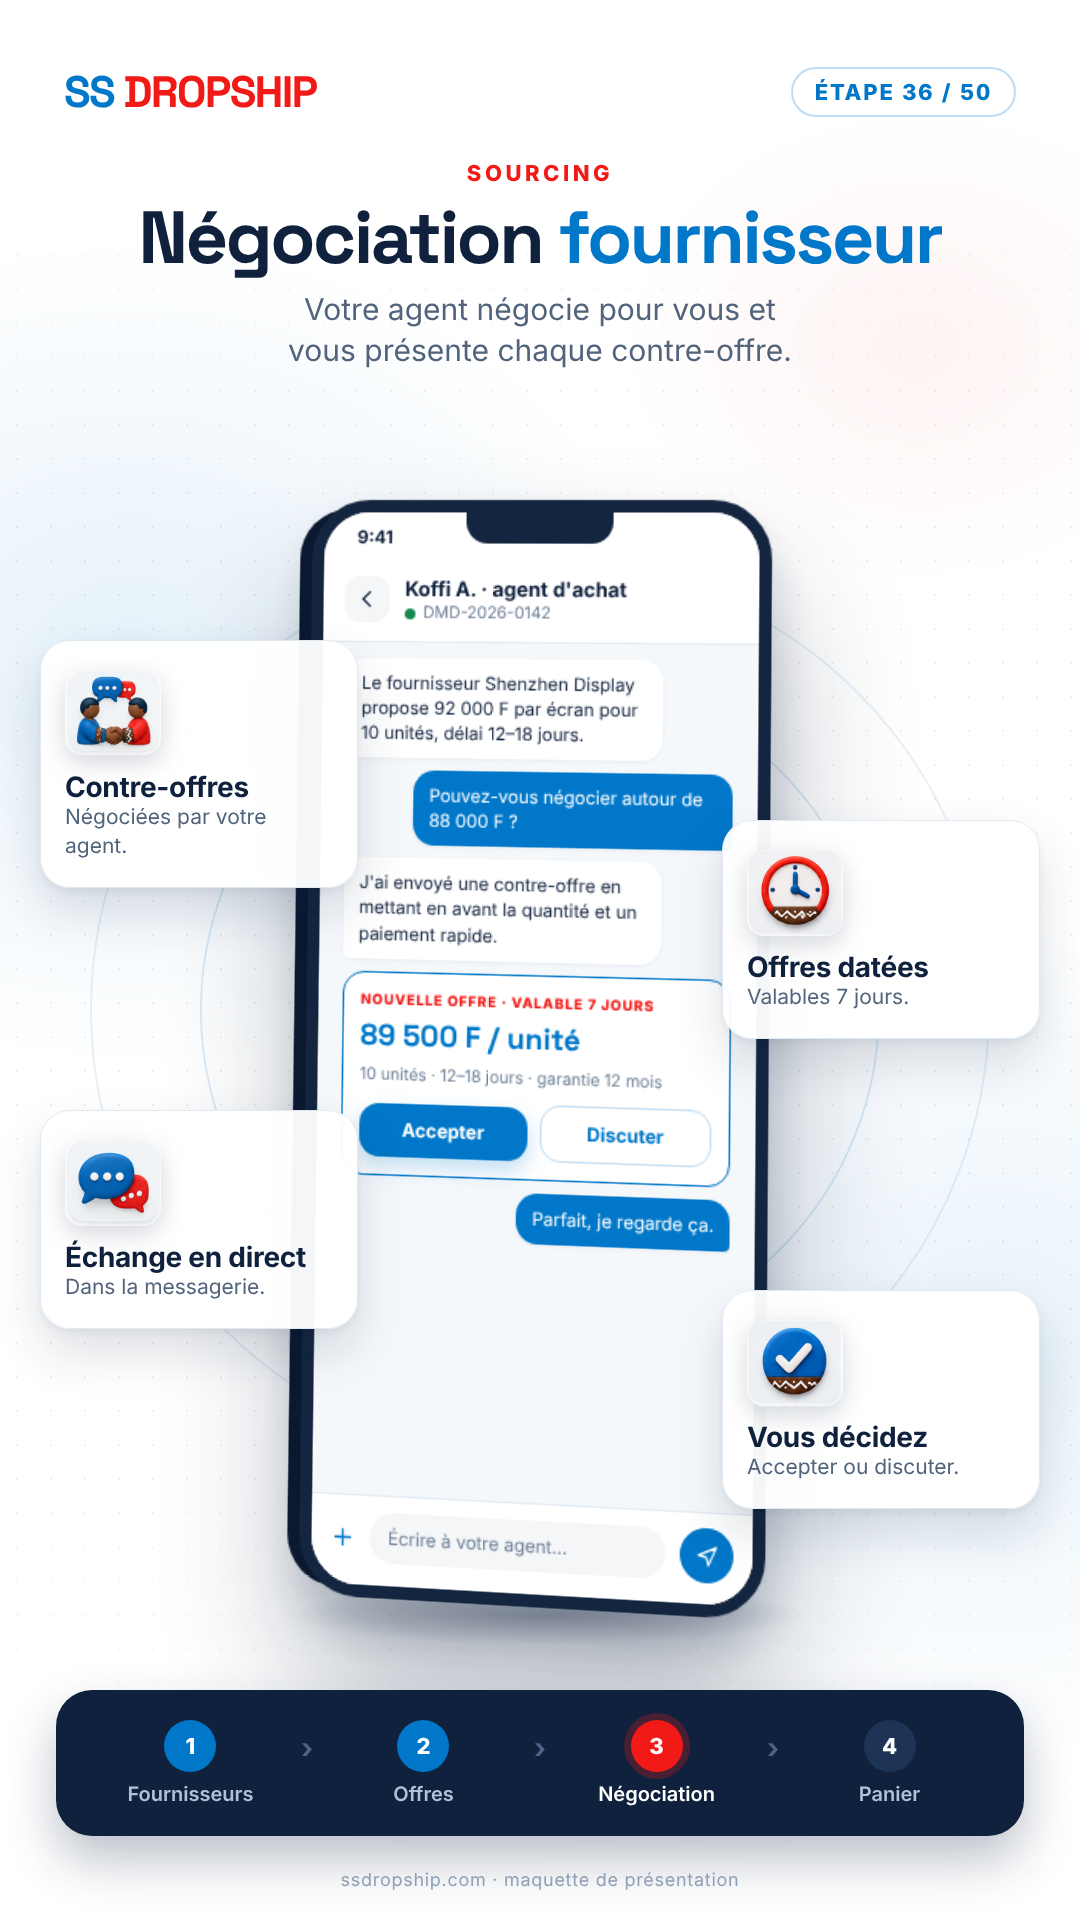 SS DROPSHIP
ÉTAPE 36 / 50
SOURCING
Négociation fournisseur
Votre agent négocie pour vous et
vous présente chaque contre-offre.
9:41
Koffi A. · agent d'achat
DMD-2026-0142
Le fournisseur Shenzhen Display
propose 92 000 F par écran pour
10 unités, délai 12–18 jours.
Pouvez-vous négocier autour de
88 000 F ?
J'ai envoyé une contre-offre en
mettant en avant la quantité et un
paiement rapide.
NOUVELLE OFFRE · VALABLE 7 JOURS
89 500 F / unité
10 unités · 12–18 jours · garantie 12 mois
Accepter
Discuter
Parfait, je regarde ça.
Écrire à votre agent...
Contre-offres
Négociées par votre
agent.
Offres datées
Valables 7 jours.
Échange en direct
Dans la messagerie.
Vous décidez
Accepter ou discuter.
1 › 2 › 3 › 4
Fournisseurs Offres Négociation Panier
ssdropship.com · maquette de présentation